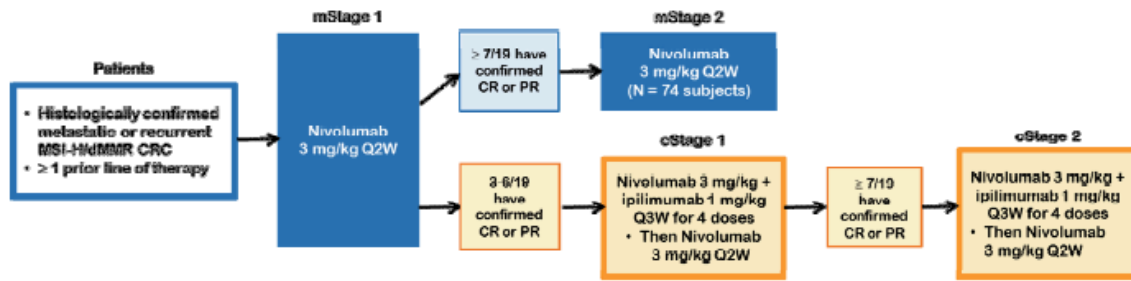 mStage 1
mStage 2
Patients
• Histologically confirmed
metastatic or recurrent
MSI-H/dMMR CRC
• ≥ 1 prior line of therapy
Nivolumab
3 mg/kg Q2W
≥ 7/19 have
confirmed
CR or PR
Nivolumab
3 mg/kg Q2W
(N = 74 subjects)
cStage 1
cStage 2
3-6/19
have
confirmed
CR or PR
Nivolumab 3 mg/kg +
ipilimumab 1 mg/kg
Q3W for 4 doses
• Then Nivolumab
3 mg/kg Q2W
≥ 7/19
have
confirmed
CR or PR
Nivolumab 3 mg/kg +
ipilimumab 1 mg/kg
Q3W for 4 doses
• Then Nivolumab
3 mg/kg Q2W